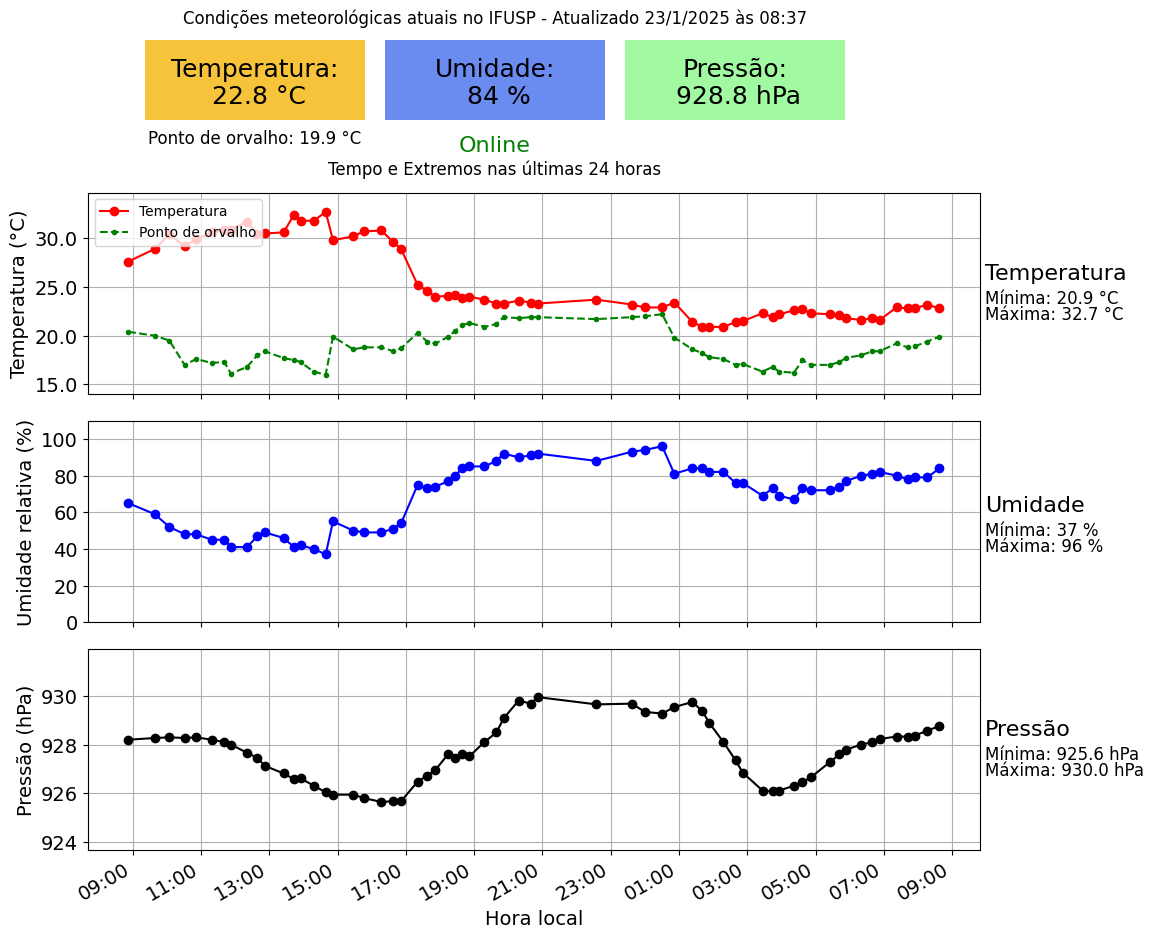 Condições meteorológicas atuais no IFUSP - Atualizado 23/1/2025 às 08:37
Temperatura:
22.8 °C
Umidade:
84 %
Pressão:
928.8 hPa
Ponto de orvalho: 19.9 °C
Online
Tempo e Extremos nas últimas 24 horas
Temperatura (°C)
30.0
25.0
20.0
15.0
Temperatura
Ponto de orvalho
Temperatura
Mínima: 20.9 °C
Máxima: 32.7 °C
Umidade relativa (%)
100
80
60
40
20
0
Umidade
Mínima: 37 %
Máxima: 96 %
Pressão (hPa)
930
928
926
924
Pressão
Mínima: 925.6 hPa
Máxima: 930.0 hPa
09:00
11:00
13:00
15:00
17:00
19:00
21:00
23:00
01:00
03:00
05:00
07:00
09:00
Hora local